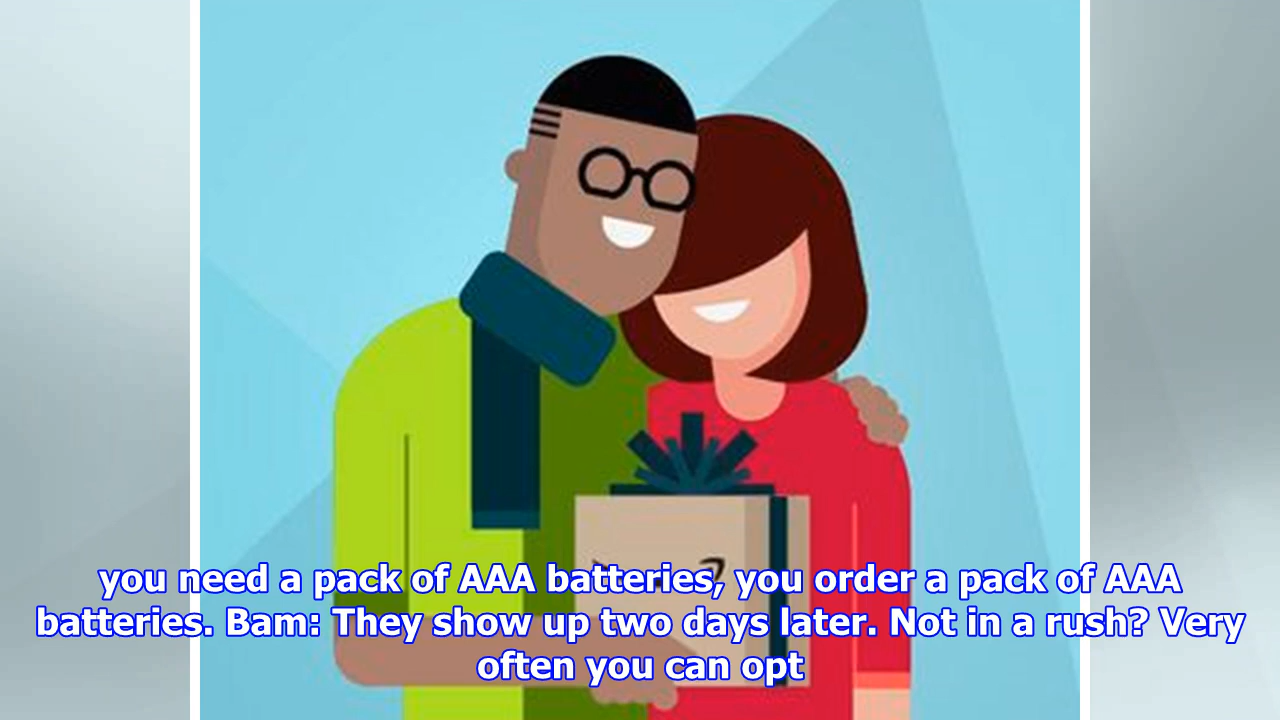 you need a pack of AAA batteries, you order a pack of AAA
batteries. Bam: They show up two days later. Not in a rush? Very
often you can opt